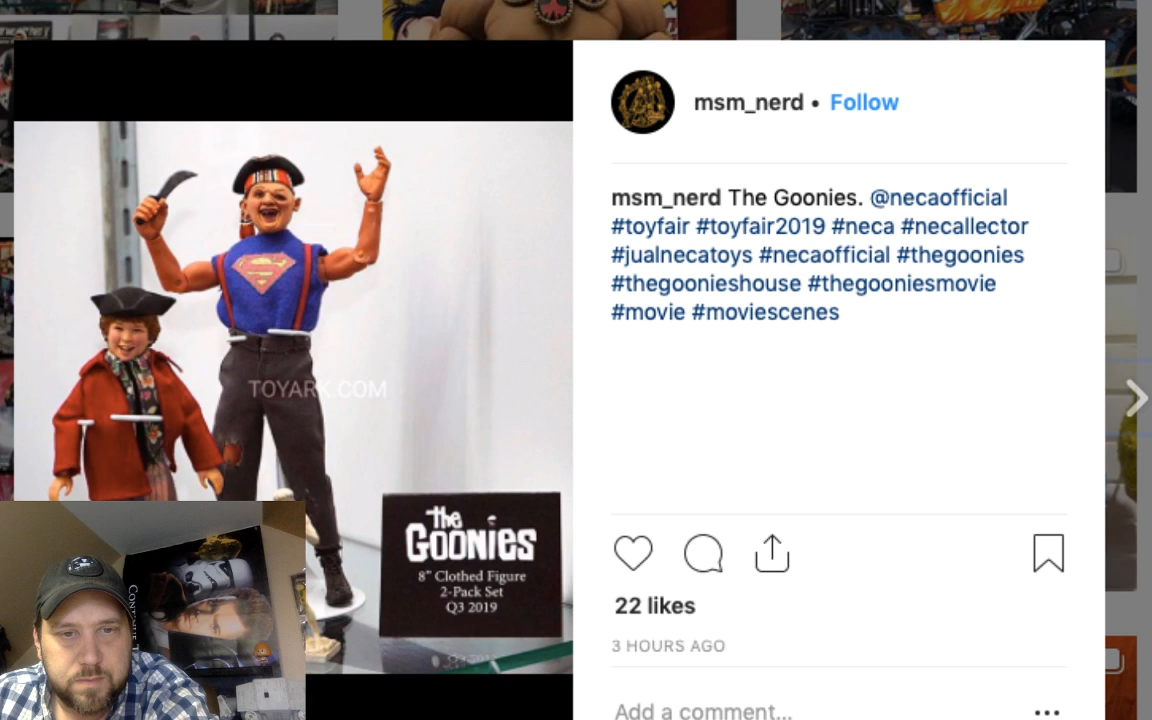 msm_nerd • Follow
msm_nerd The Goonies. @necaofficial
#toyfair #toyfair2019 #neca #necallector
#jualnecatoys #necaofficial #thegoonies
#thegoonieshouse #thegooniesmovie
#movie #moviescenes
TOYARK.COM
the
GOONIES
8" Clothed Figure
2-Pack Set
Q3 2019
22 likes
3 HOURS AGO
Add a comment...